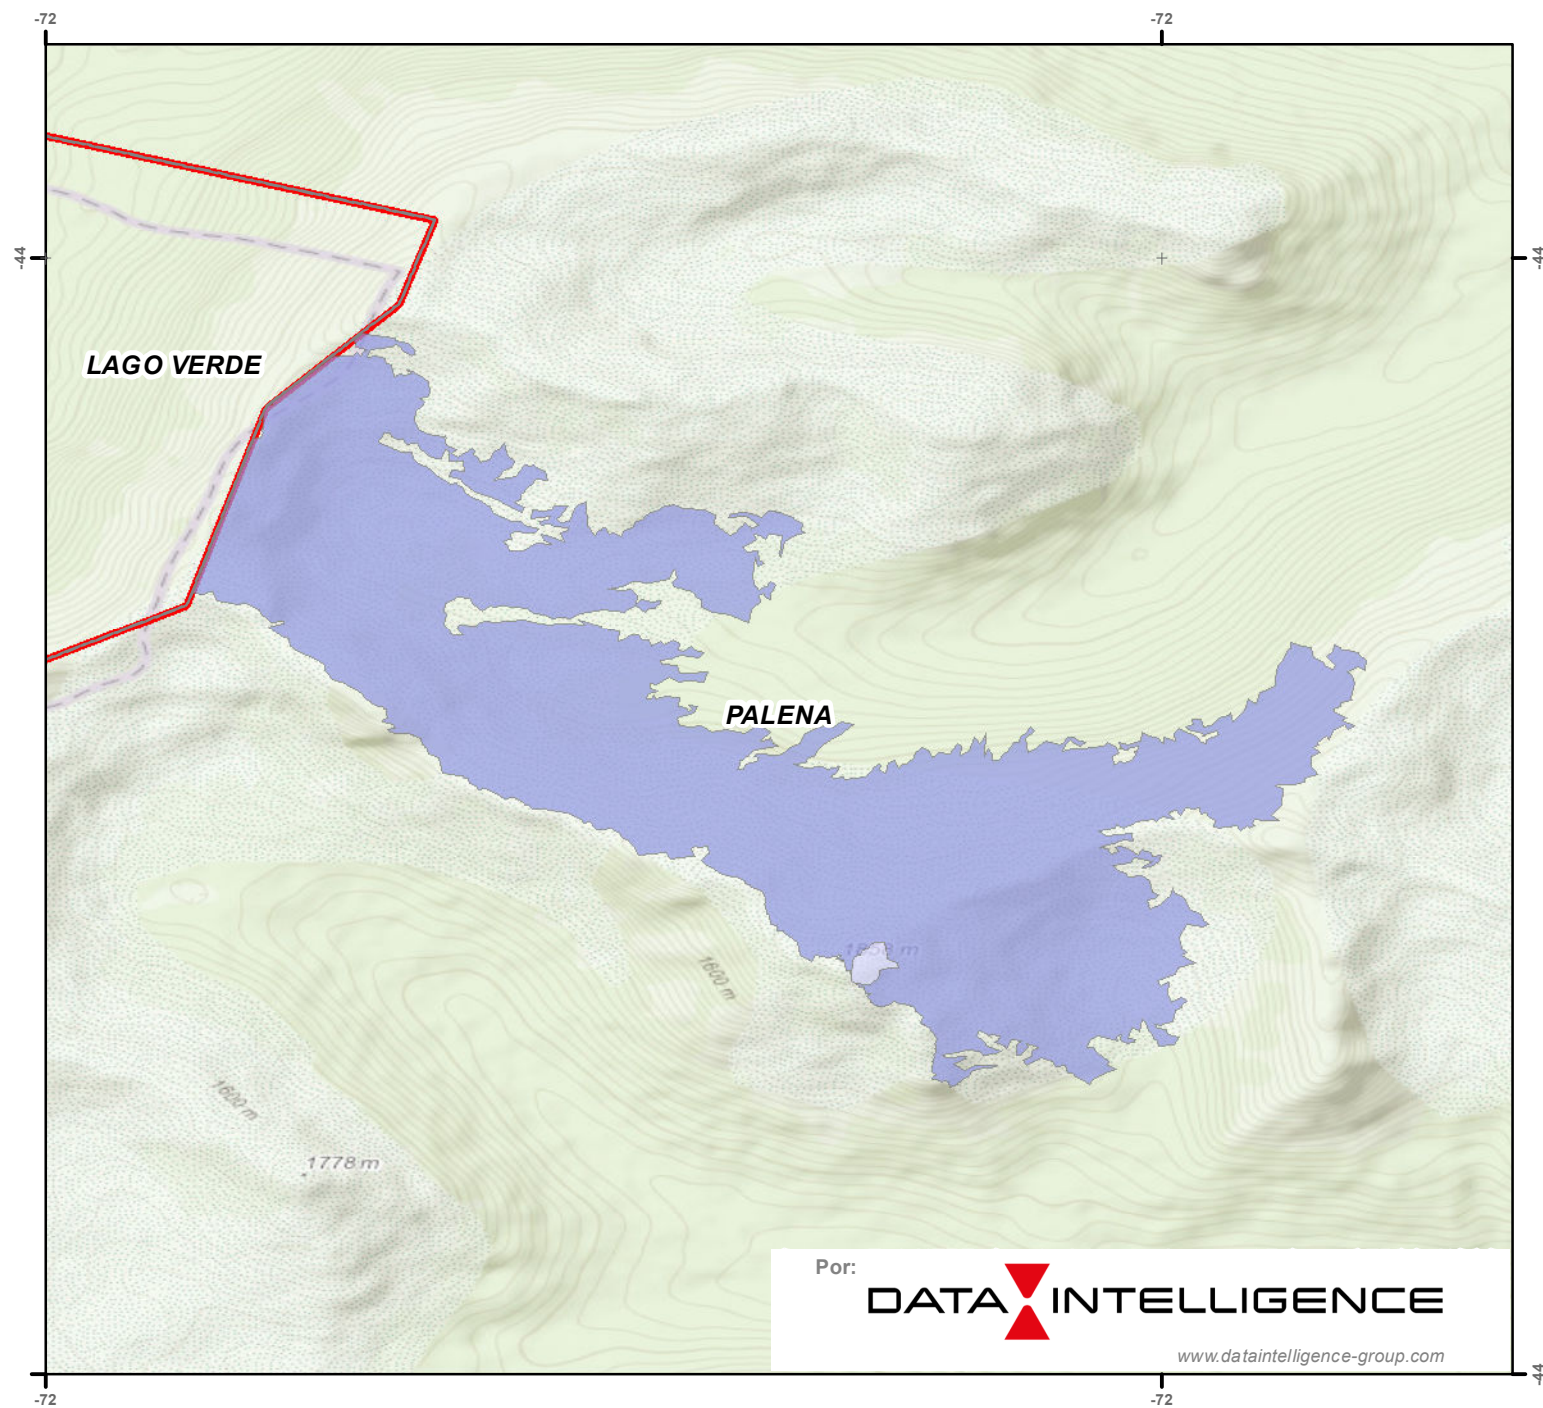 -72
-72
-44
-44
LAGO VERDE
PALENA
1858 m
1600 m
1600 m
1778 m
Por:
DATA INTELLIGENCE
www.dataintelligence-group.com
-44
-72
-72